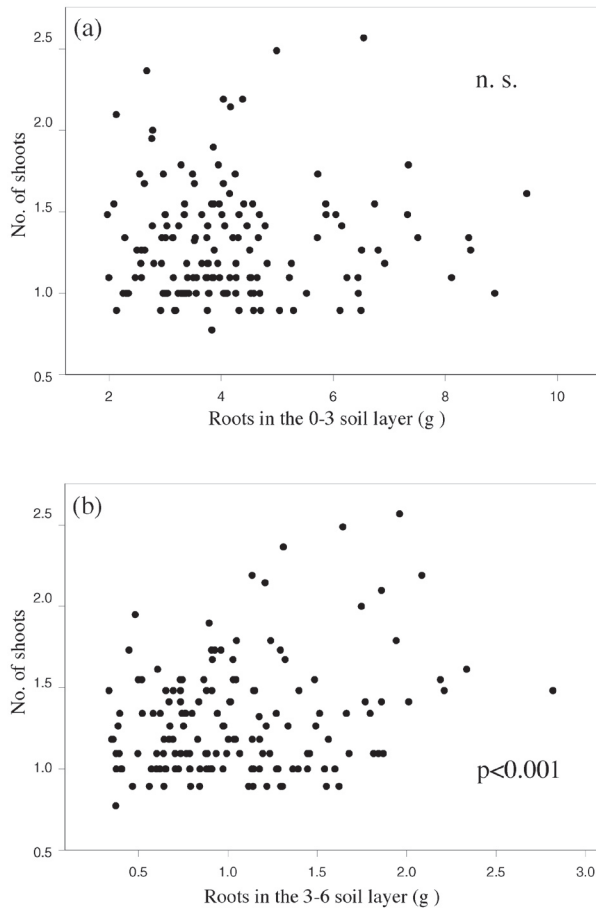 (a)
n. s.
No. of shoots
2.5
2.0
1.5
1.0
0.5
2 4 6 8 10
Roots in the 0-3 soil layer (g )
(b)
p<0.001
No. of shoots
2.5
2.0
1.5
1.0
0.5
0.5 1.0 1.5 2.0 2.5 3.0
Roots in the 3-6 soil layer (g )